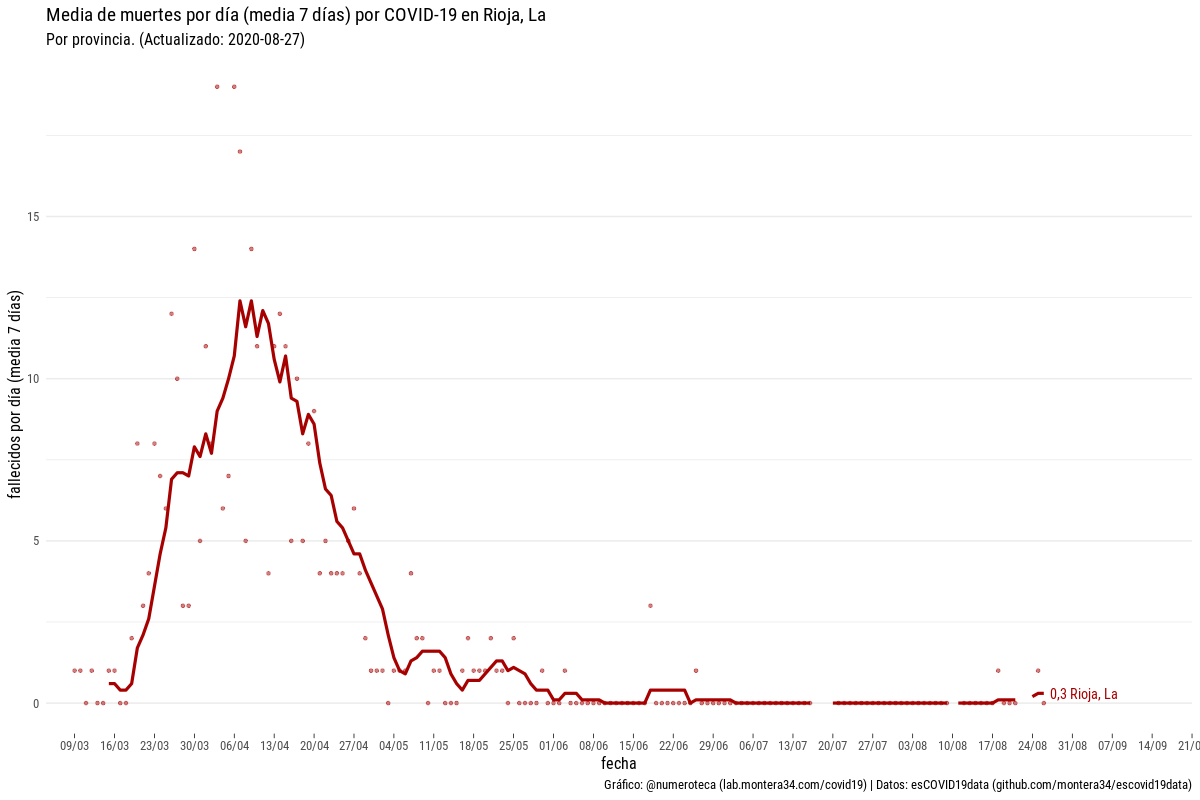 Media de muertes por día (media 7 días) por COVID-19 en Rioja, La
Por provincia. (Actualizado: 2020-08-27)
fallecidos por día (media 7 días)
15
10
5
0
0,3 Rioja, La
09/03 16/03 23/03 30/03 06/04 13/04 20/04 27/04 04/05 11/05 18/05 25/05 01/06 08/06 15/06 22/06 29/06 06/07 13/07 20/07 27/07 03/08 10/08 17/08 24/08 31/08 07/09 14/09 21/0
fecha
Gráfico: @numeroteca (lab.montera34.com/covid19) | Datos: esCOVID19data (github.com/montera34/escovid19data)